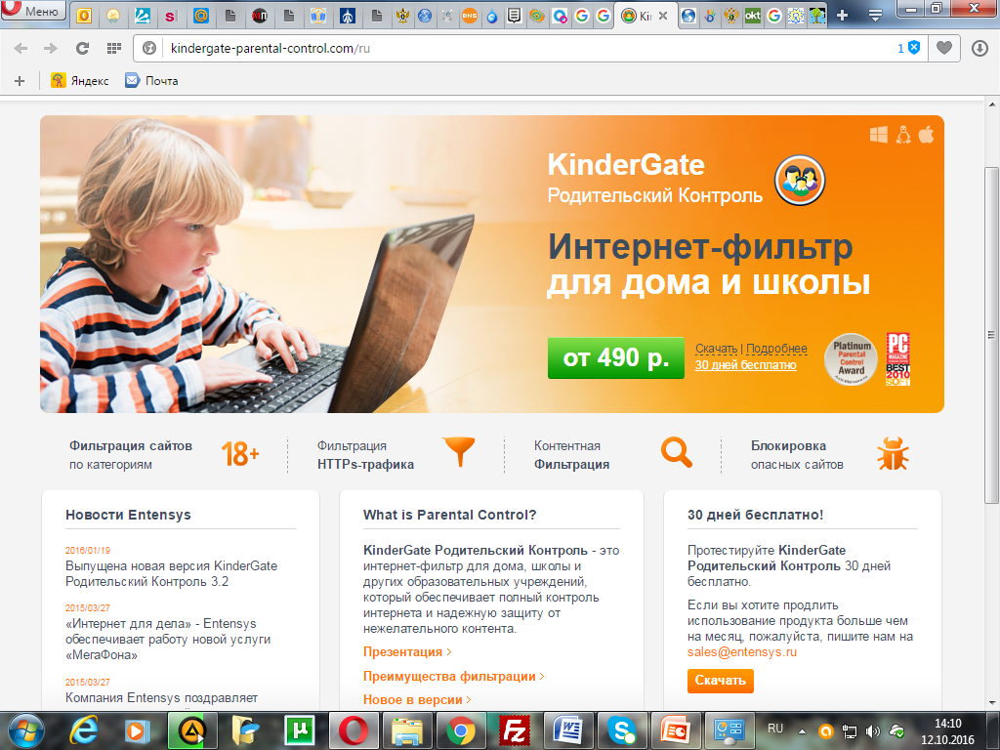 Меню
Ki
okt
kindergate-parental-control.com/ru
1
Яндекс
Почта
KinderGate
Родительский Контроль
Интернет-фильтр
для дома и школы
от 490 р.
Скачать | Подробнее
30 дней бесплатно
Platinum
Parental
Control
Award
PC
MAGAZINE
BEST
2010
SOFT
Фильтрация сайтов
по категориям
18+
Фильтрация
HTTPs-трафика
Контентная
Фильтрация
Блокировка
опасных сайтов
Новости Entensys
2016/01/19
Выпущена новая версия KinderGate
Родительский Контроль 3.2
2015/03/27
«Интернет для дела» - Entensys
обеспечивает работу новой услуги
«МегаФона»
2015/03/27
Компания Entensys поздравляет
What is Parental Control?
KinderGate Родительский Контроль - это
интернет-фильтр для дома, школы и
других образовательных учреждений,
который обеспечивает полный контроль
интернета и надежную защиту от
нежелательного контента.
Презентация
Преимущества фильтрации
Новое в версии
30 дней бесплатно!
Протестируйте KinderGate
Родительский Контроль 30 дней
бесплатно.
Если вы хотите продлить
использование продукта больше чем
на месяц, пожалуйста, пишите нам на
sales@entensys.ru
Скачать
RU
14:10
12.10.2016